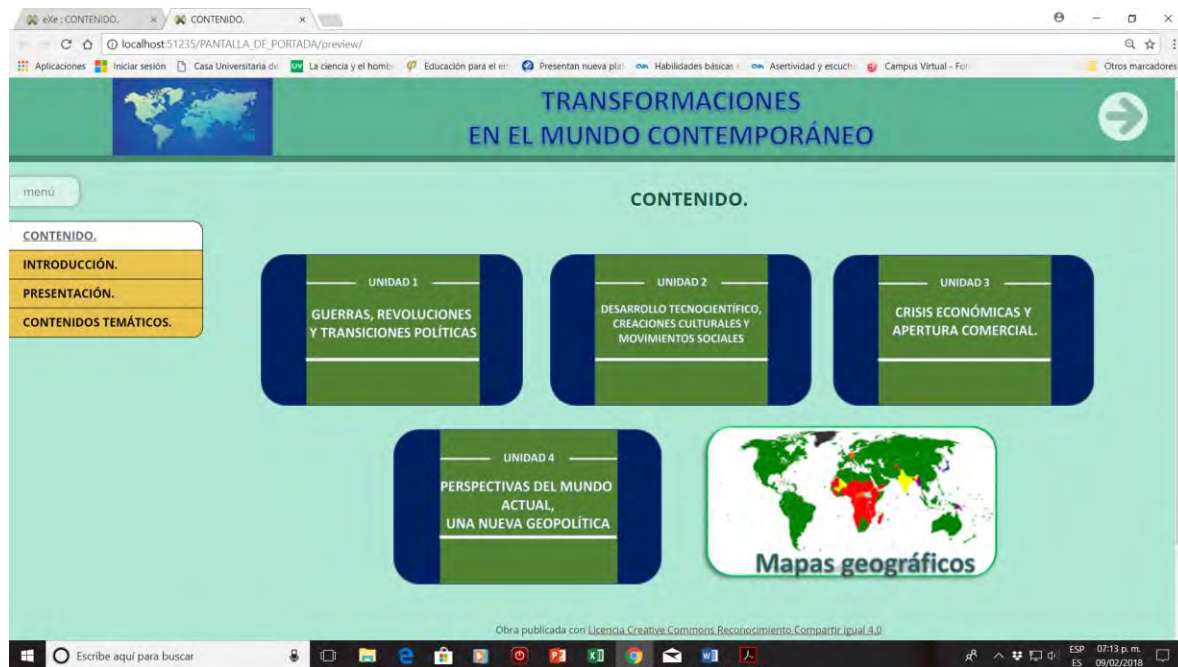 eXe : CONTENIDO.
CONTENIDO.
localhost:51235/PANTALLA_DE_PORTADA/preview/
Aplicaciones
Iniciar sesión
Casa Universitaria de
La ciencia y el homb
Educación para el
Presentan nueva pla
Habilidades básicas
Asertividad y escuch
Campus Virtual - For
Otros marcadores
TRANSFORMACIONES
EN EL MUNDO CONTEMPORÁNEO
menú
CONTENIDO.
INTRODUCCIÓN.
PRESENTACIÓN.
CONTENIDOS TEMÁTICOS.
CONTENIDO.
UNIDAD 1
GUERRAS, REVOLUCIONES
Y TRANSICIONES POLÍTICAS
UNIDAD 2
DESARROLLO TECNOCIENTÍFICO,
CREACIONES CULTURALES Y
MOVIMIENTOS SOCIALES
UNIDAD 3
CRISIS ECONÓMICAS Y
APERTURA COMERCIAL.
UNIDAD 4
PERSPECTIVAS DEL MUNDO
ACTUAL,
UNA NUEVA GEOPOLÍTICA
Mapas geográficos
Obra publicada con Licencia Creative Commons Reconocimiento Compartir igual 4.0
Escribe aquí para buscar
ESP
ES
07:13 p. m.
09/02/2018